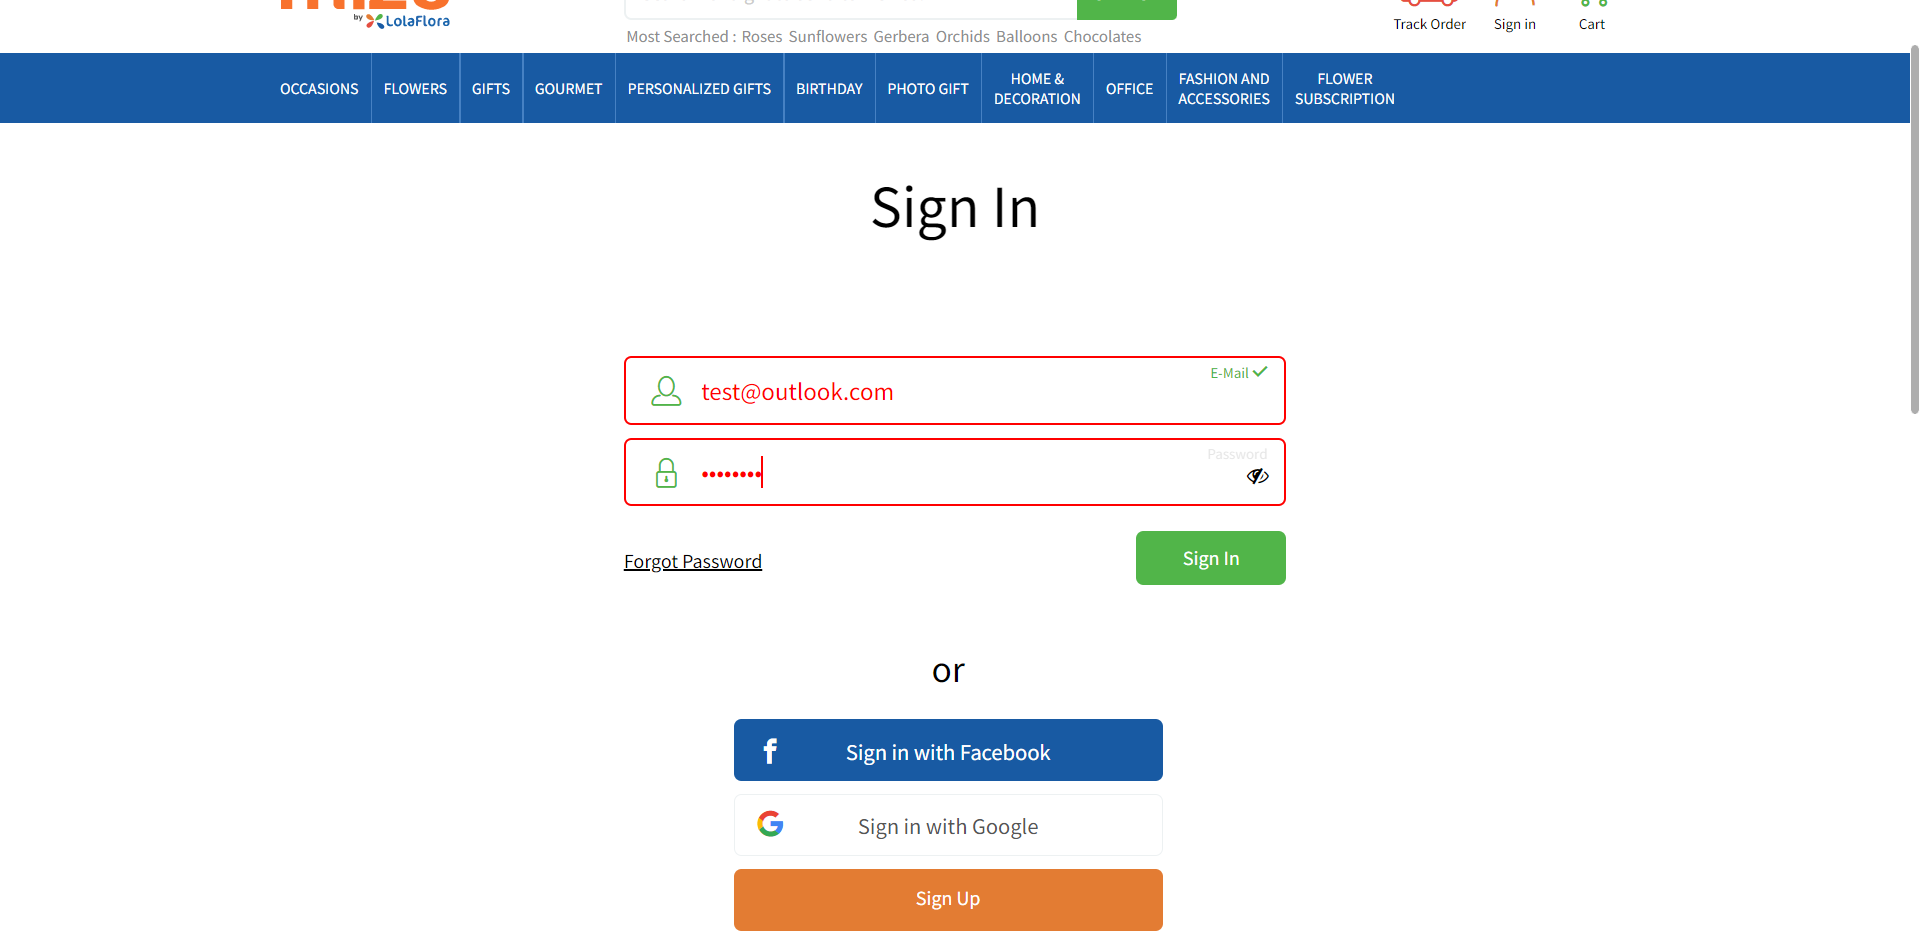 by LolaFlora
Most Searched : Roses Sunflowers Gerbera Orchids Balloons Chocolates
Track Order
Sign in
Cart
OCCASIONS
FLOWERS
GIFTS
GOURMET
PERSONALIZED GIFTS
BIRTHDAY
PHOTO GIFT
HOME &
DECORATION
OFFICE
FASHION AND
ACCESSORIES
FLOWER
SUBSCRIPTION
Sign In
E-Mail
test@outlook.com
Password
••••••••
Forgot Password
Sign In
or
Sign in with Facebook
Sign in with Google
Sign Up